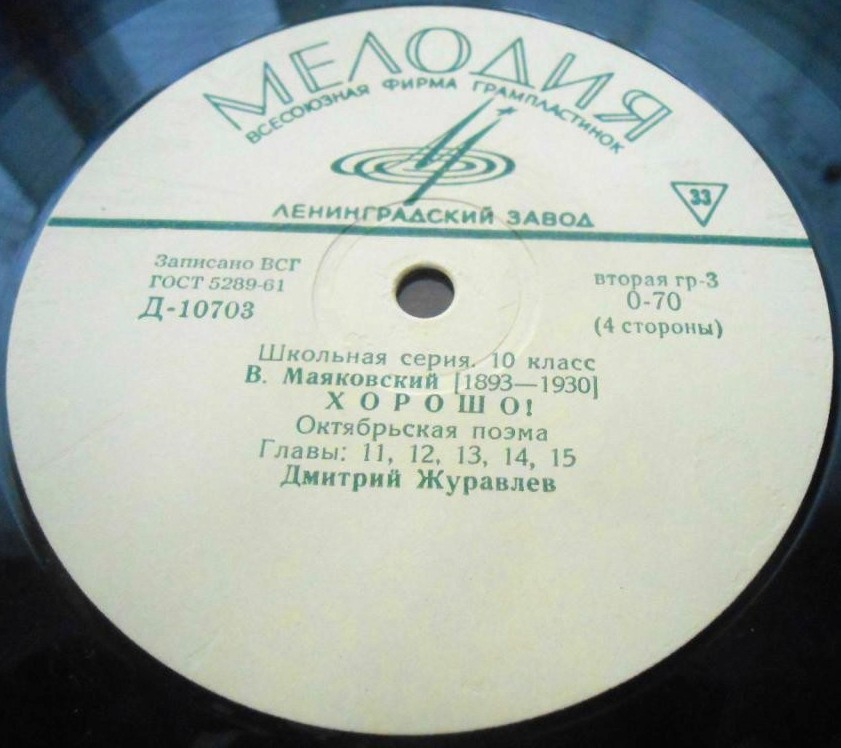 МЕЛОДИЯ
ВСЕСОЮЗНАЯ ФИРМА ГРАМПЛАСТИНОК
33
ЛЕНИНГРАДСКИЙ ЗАВОД
Записано ВСГ
ГОСТ 5289-61
Д-10703
вторая гр-3
0-70
(4 стороны)
Школьная серия. 10 класс
В. Маяковский [1893—1930]
ХОРОШО!
Октябрьская поэма
Главы: 11, 12, 13, 14, 15
Дмитрий Журавлев